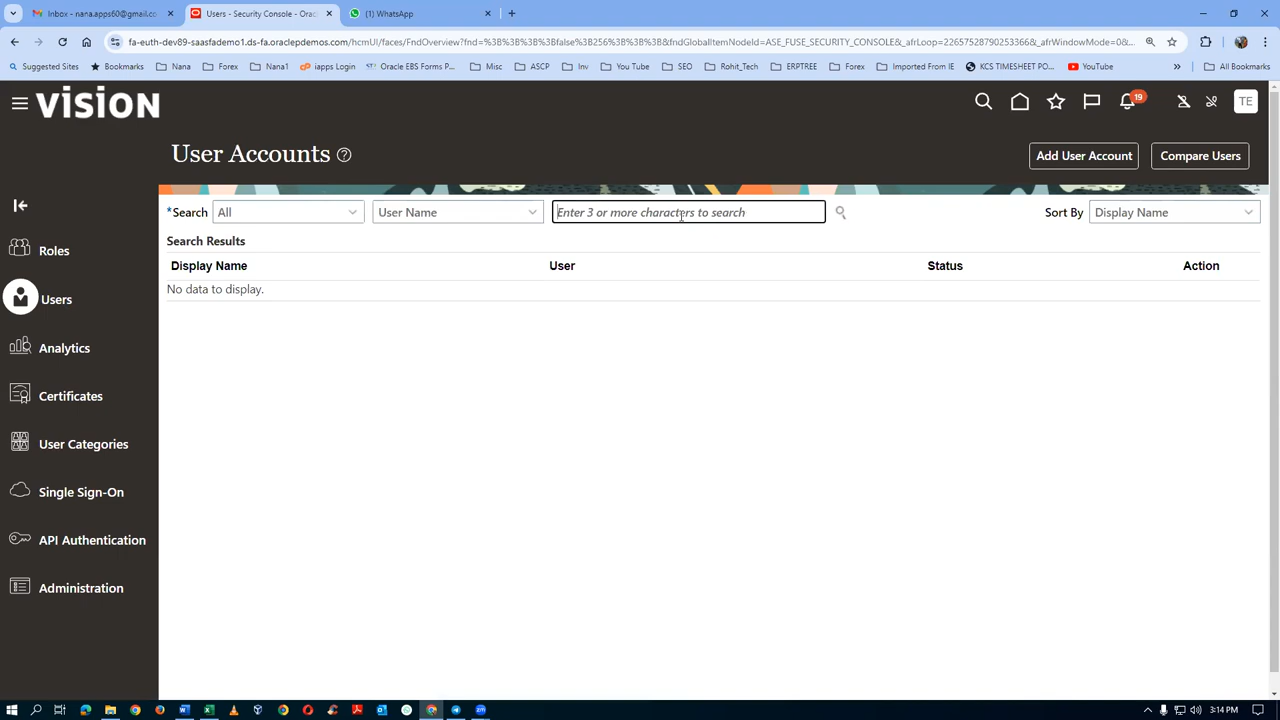 Inbox - nana.apps60@gmail.co
Users - Security Console - Orac
(1) WhatsApp
fa-euth-dev89-saasfademo1.ds-fa.oraclepdemos.com/hcmUI/faces/FndOverview?fnd=%3B%3B%3B%3Bfalse%3B256%3B%3B%3B&fndGlobalItemNodeId=ASE_FUSE_SECURITY_CONSOLE&_afrLoop=22657528790253366&_afrWindowMode=0&...
Suggested Sites
Bookmarks
Nana
Forex
Nana1
iapps Login
Oracle EBS Forms P...
Misc
ASCP
Inv
You Tube
SEO
Rohit_Tech
ERPTREE
Forex
Imported From IE
KCS TIMESHEET PO...
YouTube
»
All Bookmarks
VISION
19
TE
User Accounts
Add User Account
Compare Users
*Search
All
User Name
Enter 3 or more characters to search
Sort By
Display Name
Roles
Users
Analytics
Certificates
User Categories
Single Sign-On
API Authentication
Administration
Search Results
Display Name
User
Status
Action
No data to display.
3:14 PM